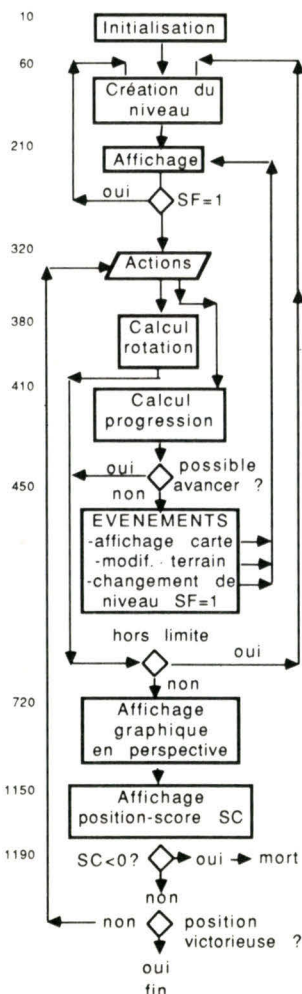 10
Initialisation
60
Création du
niveau
210
Affichage
oui
SF=1
320
Actions
380
Calcul
rotation
410
Calcul
progression
oui
possible
avancer ?
non
450
EVENEMENTS
-affichage carte
-modif. terrain
-changement de
niveau SF=1
hors limite
oui
non
720
Affichage
graphique
en perspective
1150
Affichage
position-score SC
1190
SC<0?
oui
mort
non
non
position
victorieuse ?
oui
fin